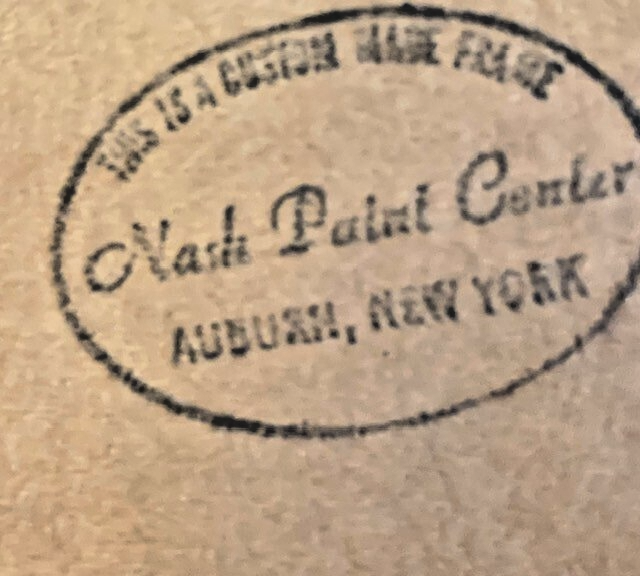 THIS IS A CUSTOM MADE FRAME
Nash Paint Center
AUBURN, NEW YORK